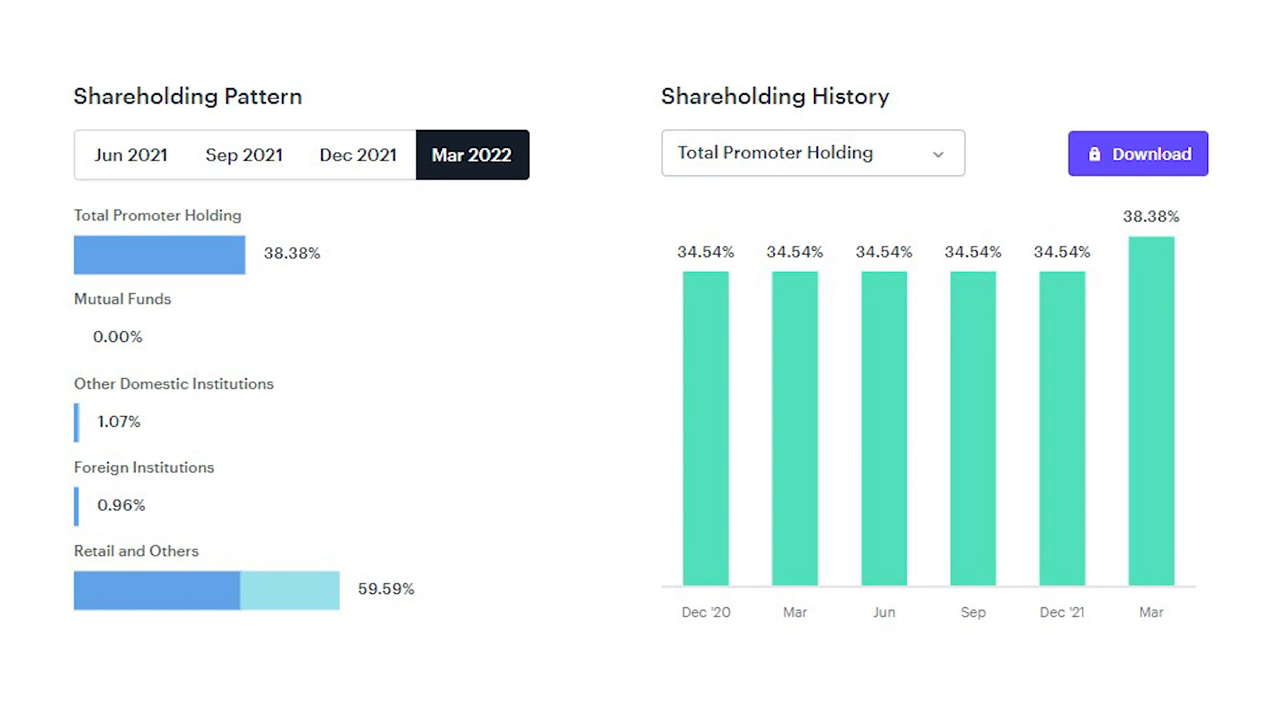 Shareholding Pattern
Jun 2021 Sep 2021 Dec 2021 Mar 2022
Total Promoter Holding
38.38%
Mutual Funds
0.00%
Other Domestic Institutions
1.07%
Foreign Institutions
0.96%
Retail and Others
59.59%
Shareholding History
Total Promoter Holding
Download
34.54% 34.54% 34.54% 34.54% 34.54% 38.38%
Dec '20 Mar Jun Sep Dec '21 Mar